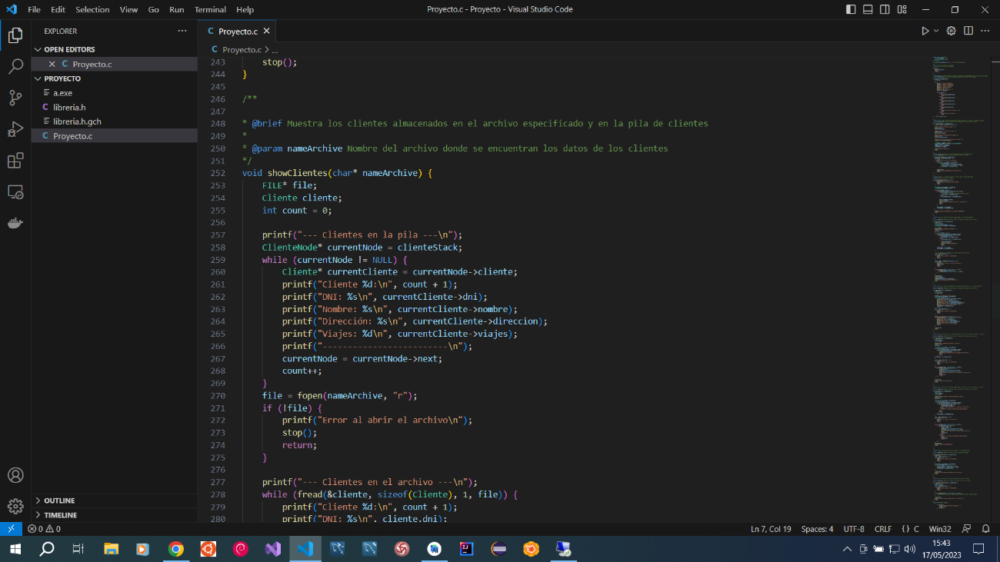 File Edit Selection View Go Run Terminal Help
Proyecto.c - Proyecto - Visual Studio Code
EXPLORER
OPEN EDITORS
Proyecto.c
PROYECTO
a.exe
libreria.h
libreria.h.gch
Proyecto.c
OUTLINE
TIMELINE
Proyecto.c
Proyecto.c > ...
243 stop();
244 }
245
246 /**
247
248 * @brief Muestra los clientes almacenados en el archivo especificado y en la pila de clientes
249 *
250 * @param nameArchive Nombre del archivo donde se encuentran los datos de los clientes
251 */
252 void showClientes(char* nameArchive) {
253 FILE* file;
254 Cliente cliente;
255 int count = 0;
256
257 printf("--- Clientes en la pila ---\n");
258 ClienteNode* currentNode = clienteStack;
259 while (currentNode != NULL) {
260 Cliente* currentCliente = currentNode->cliente;
261 printf("Cliente %d:\n", count + 1);
262 printf("DNI: %s\n", currentCliente->dni);
263 printf("Nombre: %s\n", currentCliente->nombre);
264 printf("Dirección: %s\n", currentCliente->direccion);
265 printf("Viajes: %d\n", currentCliente->viajes);
266 printf("-------------------------\n");
267 currentNode = currentNode->next;
268 count++;
269 }
270 file = fopen(nameArchive, "r");
271 if (!file) {
272 printf("Error al abrir el archivo\n");
273 stop();
274 return;
275 }
276
277 printf("--- Clientes en el archivo ---\n");
278 while (fread(&cliente, sizeof(Cliente), 1, file)) {
279 printf("Cliente %d:\n", count + 1);
280 printf("DNI: %s\n", cliente.dni);
0 0
Ln 7, Col 19 Spaces: 4 UTF-8 CRLF {} C Win32
15:43
17/05/2023